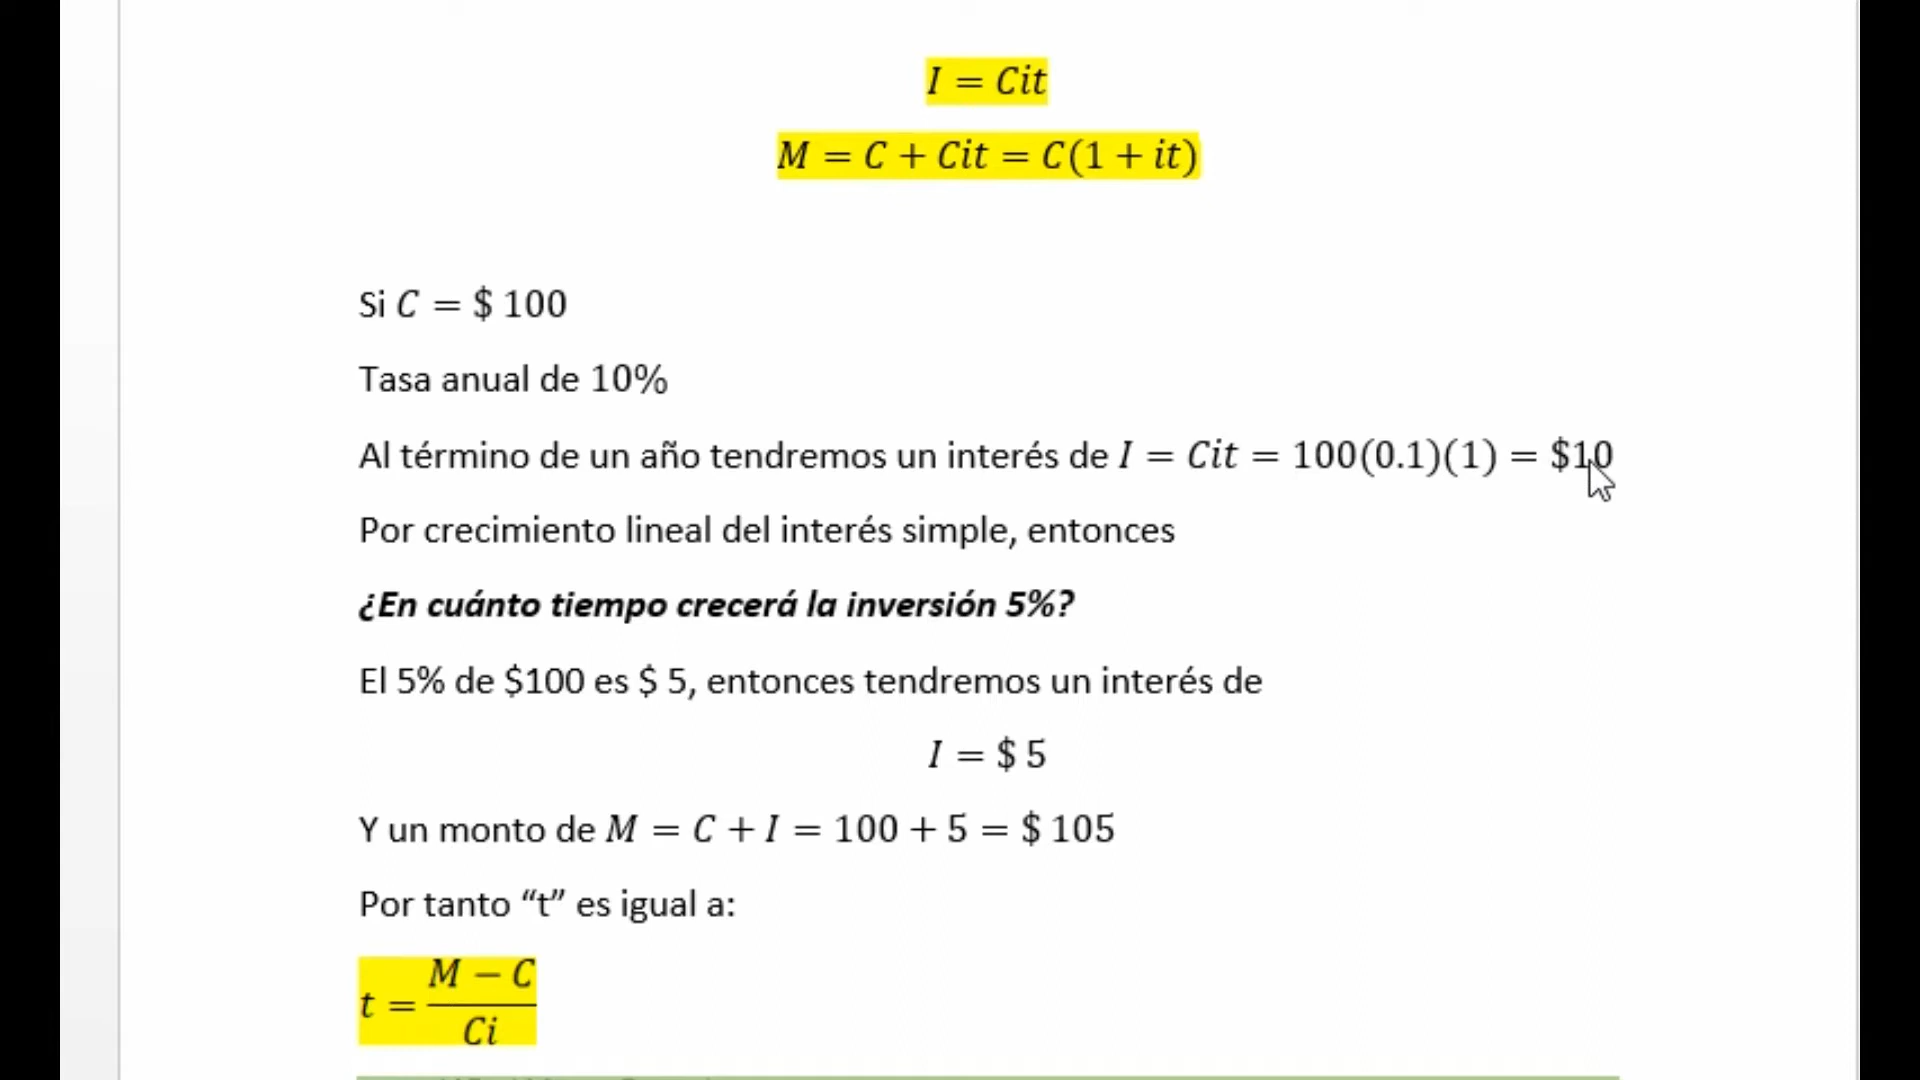 I = Cit
M = C + Cit = C(1 + it)
Si C = $ 100
Tasa anual de 10%
Al término de un año tendremos un interés de I = Cit = 100(0.1)(1) = $10
Por crecimiento lineal del interés simple, entonces
¿En cuánto tiempo crecerá la inversión 5%?
El 5% de $100 es $ 5, entonces tendremos un interés de
I = $ 5
Y un monto de M = C + I = 100 + 5 = $ 105
Por tanto “t” es igual a:
t = M − C
Ci